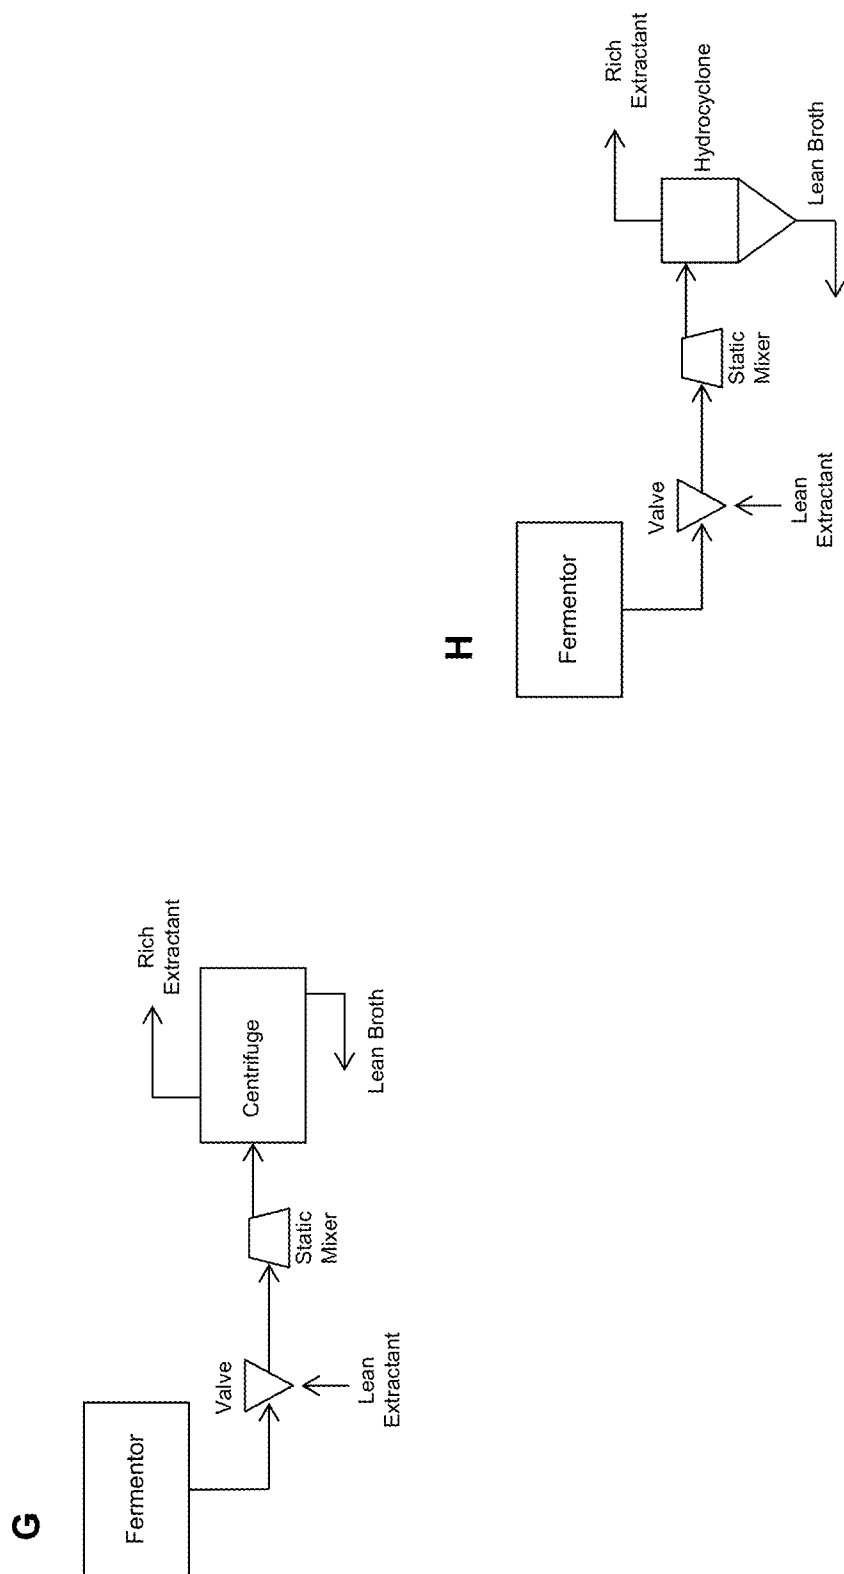 G
Fermentor
Valve
Lean
Extractant
Static
Mixer
Centrifuge
Rich
Extractant
Lean Broth
H
Fermentor
Valve
Lean
Extractant
Static
Mixer
Hydrocyclone
Rich
Extractant
Lean Broth